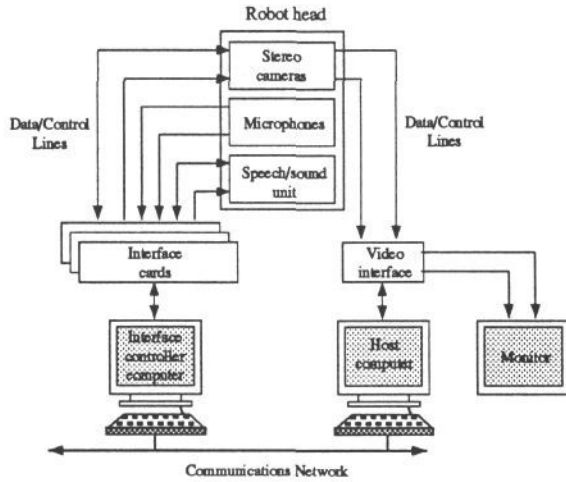 Robot head
Stereo
cameras
Data/Control
Lines
Microphones
Data/Control
Lines
Speech/sound
unit
Interface
cards
Video
interface
Interface
controller
computer
Host
computer
Monitor
Communications Network